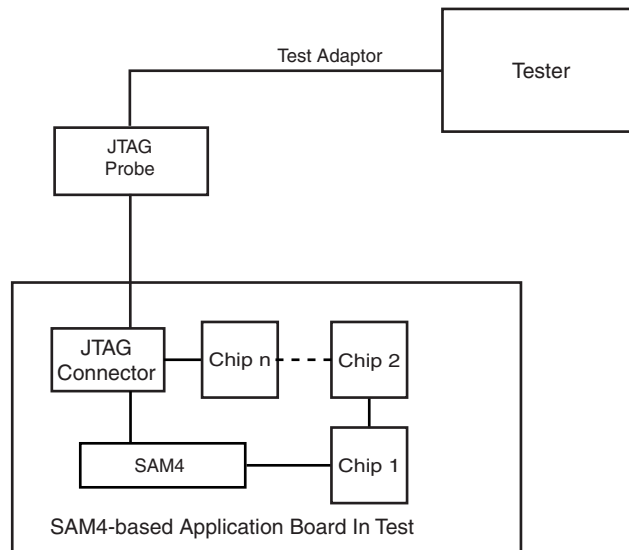 Test Adaptor
Tester
JTAG
Probe
JTAG
Connector
Chip n
Chip 2
SAM4
Chip 1
SAM4-based Application Board In Test